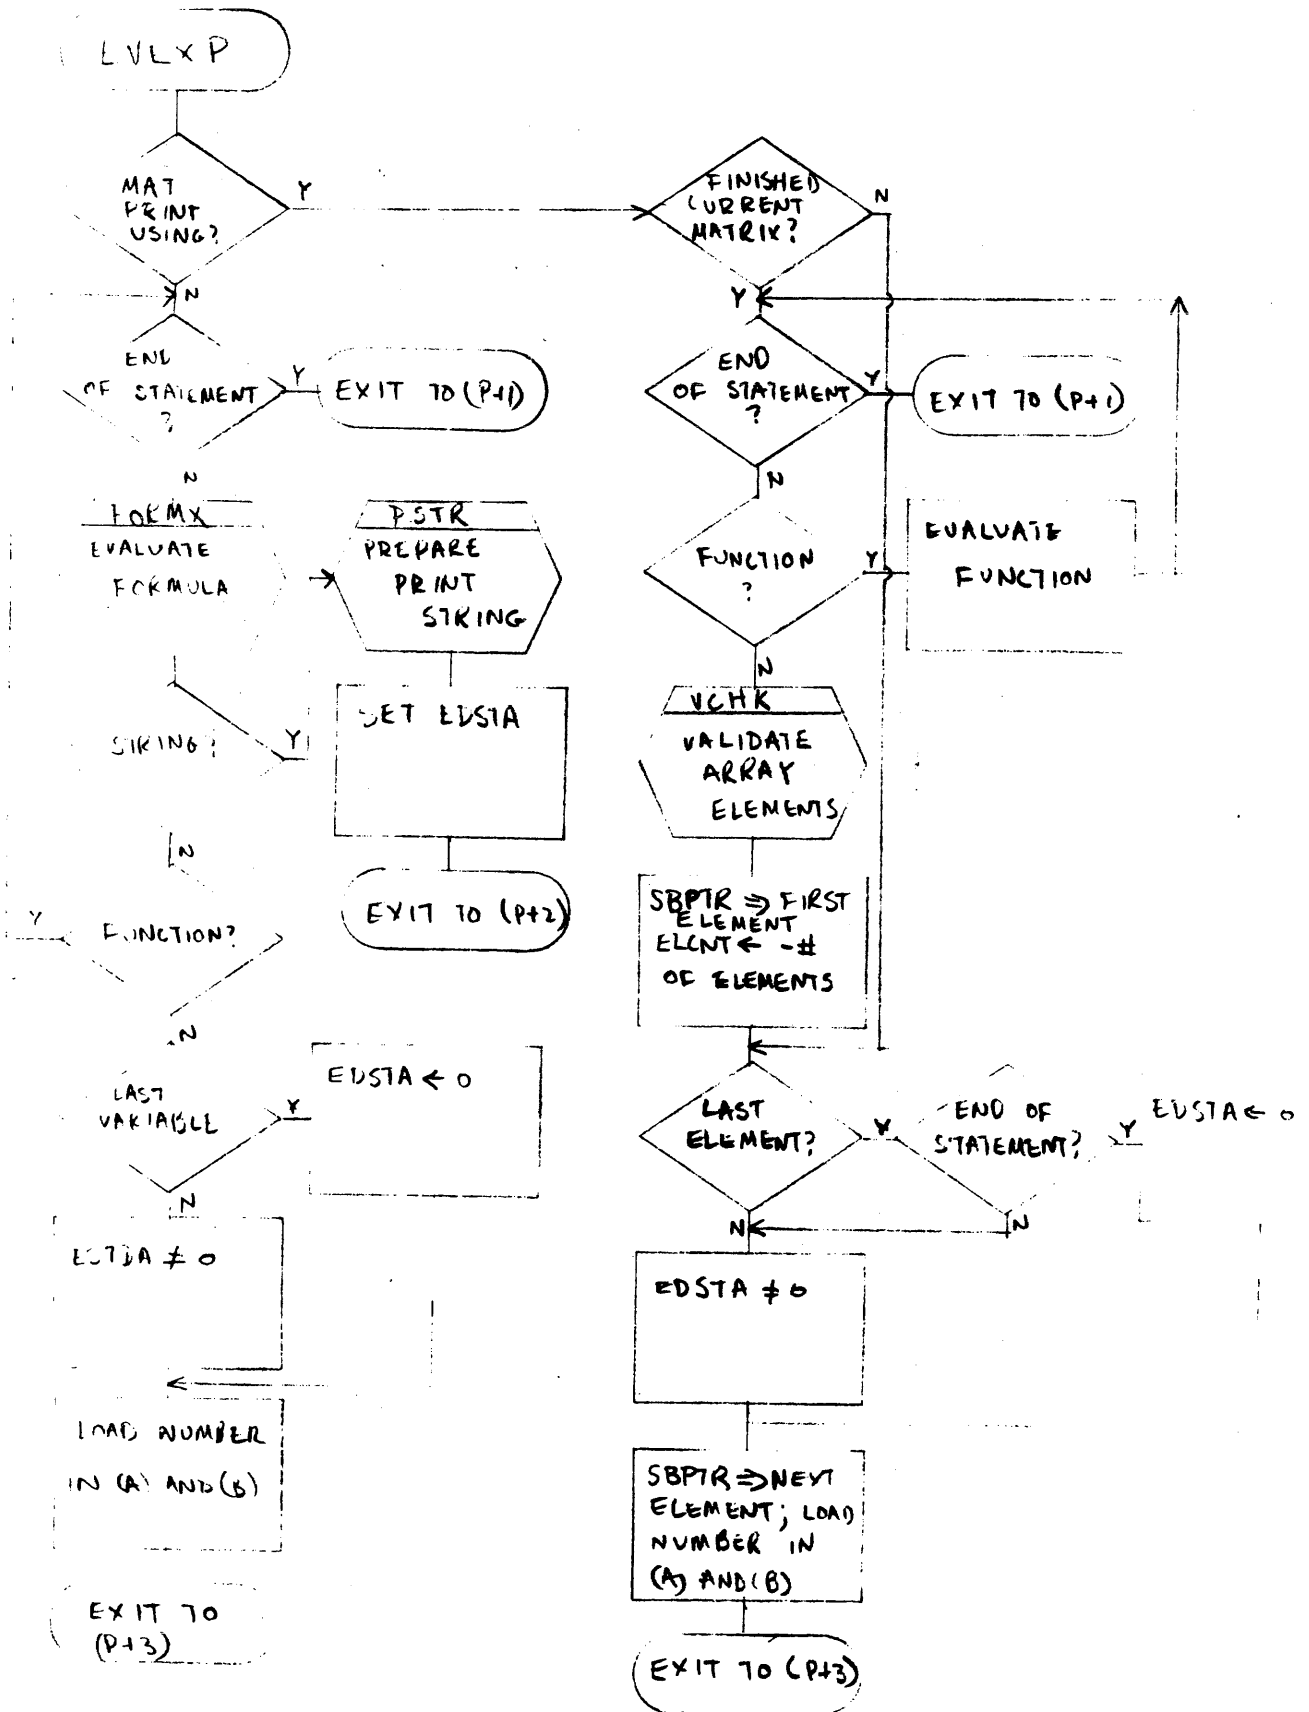 LVLXP
MAT
PRINT
USING?
Y
N
END
OF STATEMENT
?
Y
EXIT TO (P+1)
N
FORMX
EVALUATE
FORMULA
PSTR
PREPARE
PRINT
STRING
STRING?
Y
SET EDSTA
N
EXIT TO (P+2)
Y
FUNCTION?
N
LAST
VARIABLE
Y
EDSTA ← 0
N
≠ 0
LOAD NUMBER
IN (A) AND (B)
EXIT TO
(P+3)
FINISHED
CURRENT
MATRIX?
N
Y
END
OF STATEMENT
?
Y
EXIT TO (P+1)
N
FUNCTION
?
Y
EVALUATE
FUNCTION
N
VCHK
VALIDATE
ARRAY
ELEMENTS
SBPTR ⇒ FIRST
ELEMENT
ELCNT ← -#
OF ELEMENTS
LAST
ELEMENT?
Y
END OF
STATEMENT?
Y
EDSTA ← 0
N
N
EDSTA ≠ 0
SBPTR ⇒ NEXT
ELEMENT; LOAD
NUMBER IN
(A) AND (B)
EXIT TO (P+3)